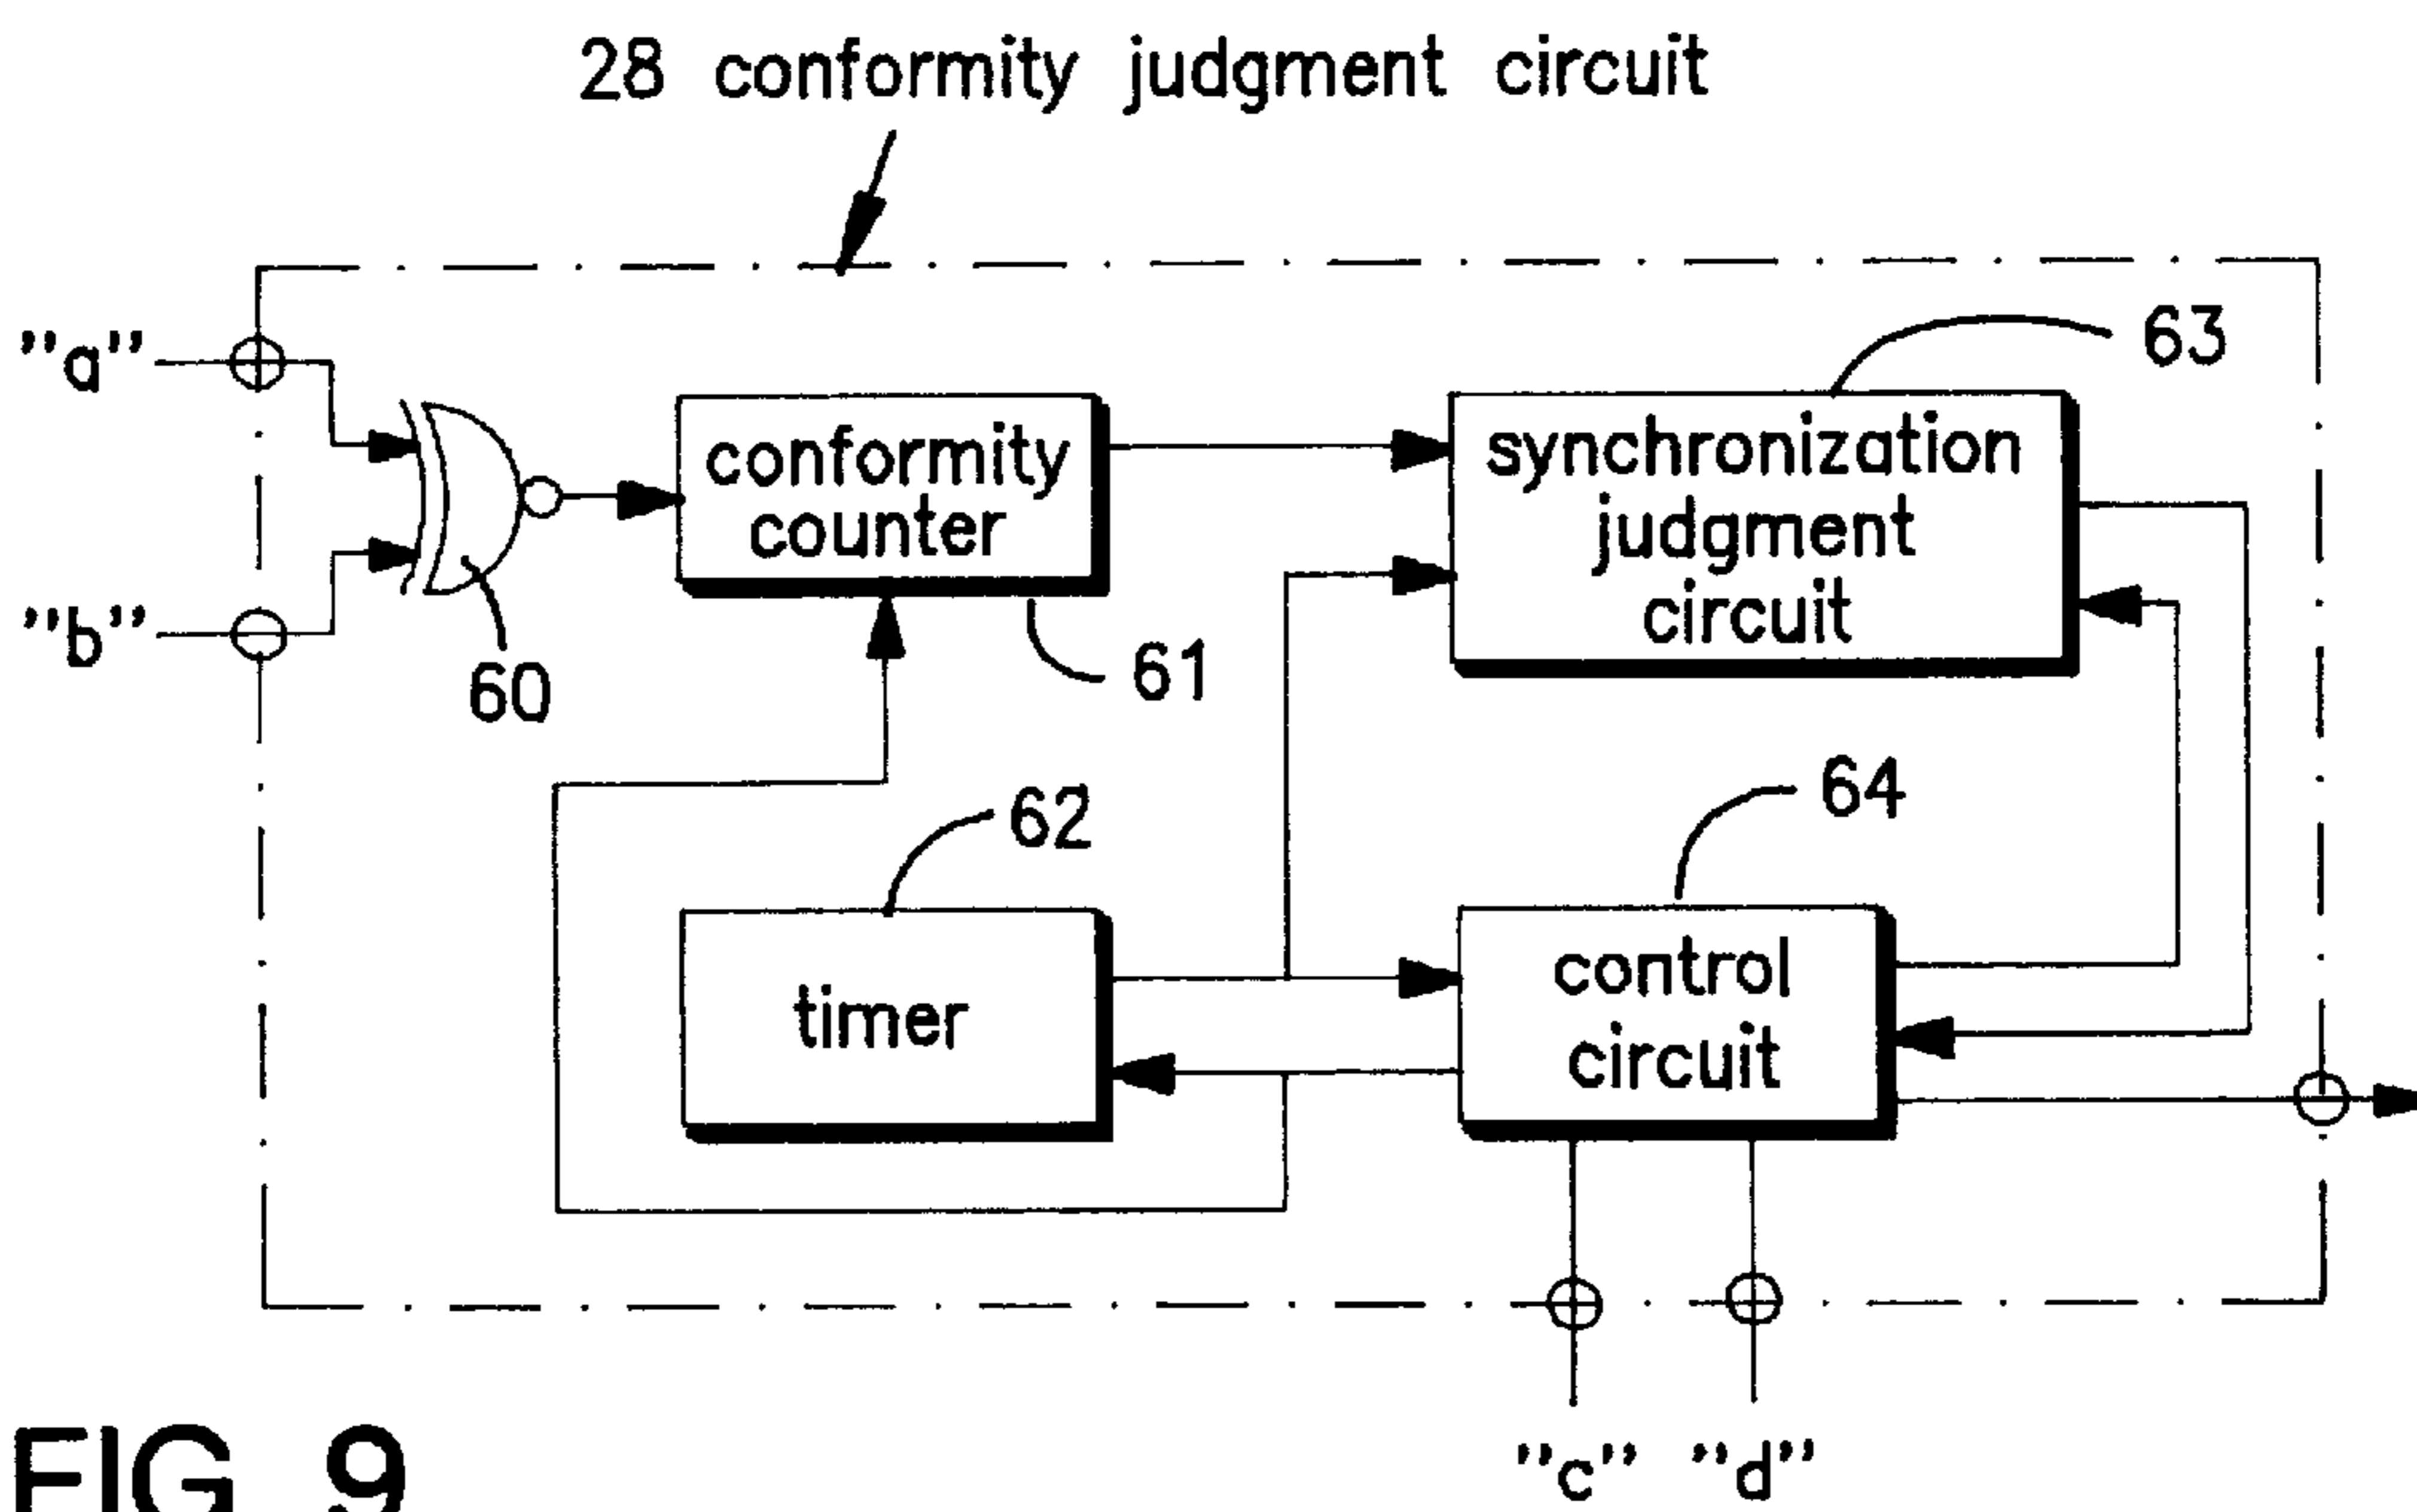 28 conformity judgment circuit
"a"
"b"
60
conformity
counter
61
synchronization
judgment
circuit
63
62
timer
64
control
circuit
"c" "d"
FIG. 9